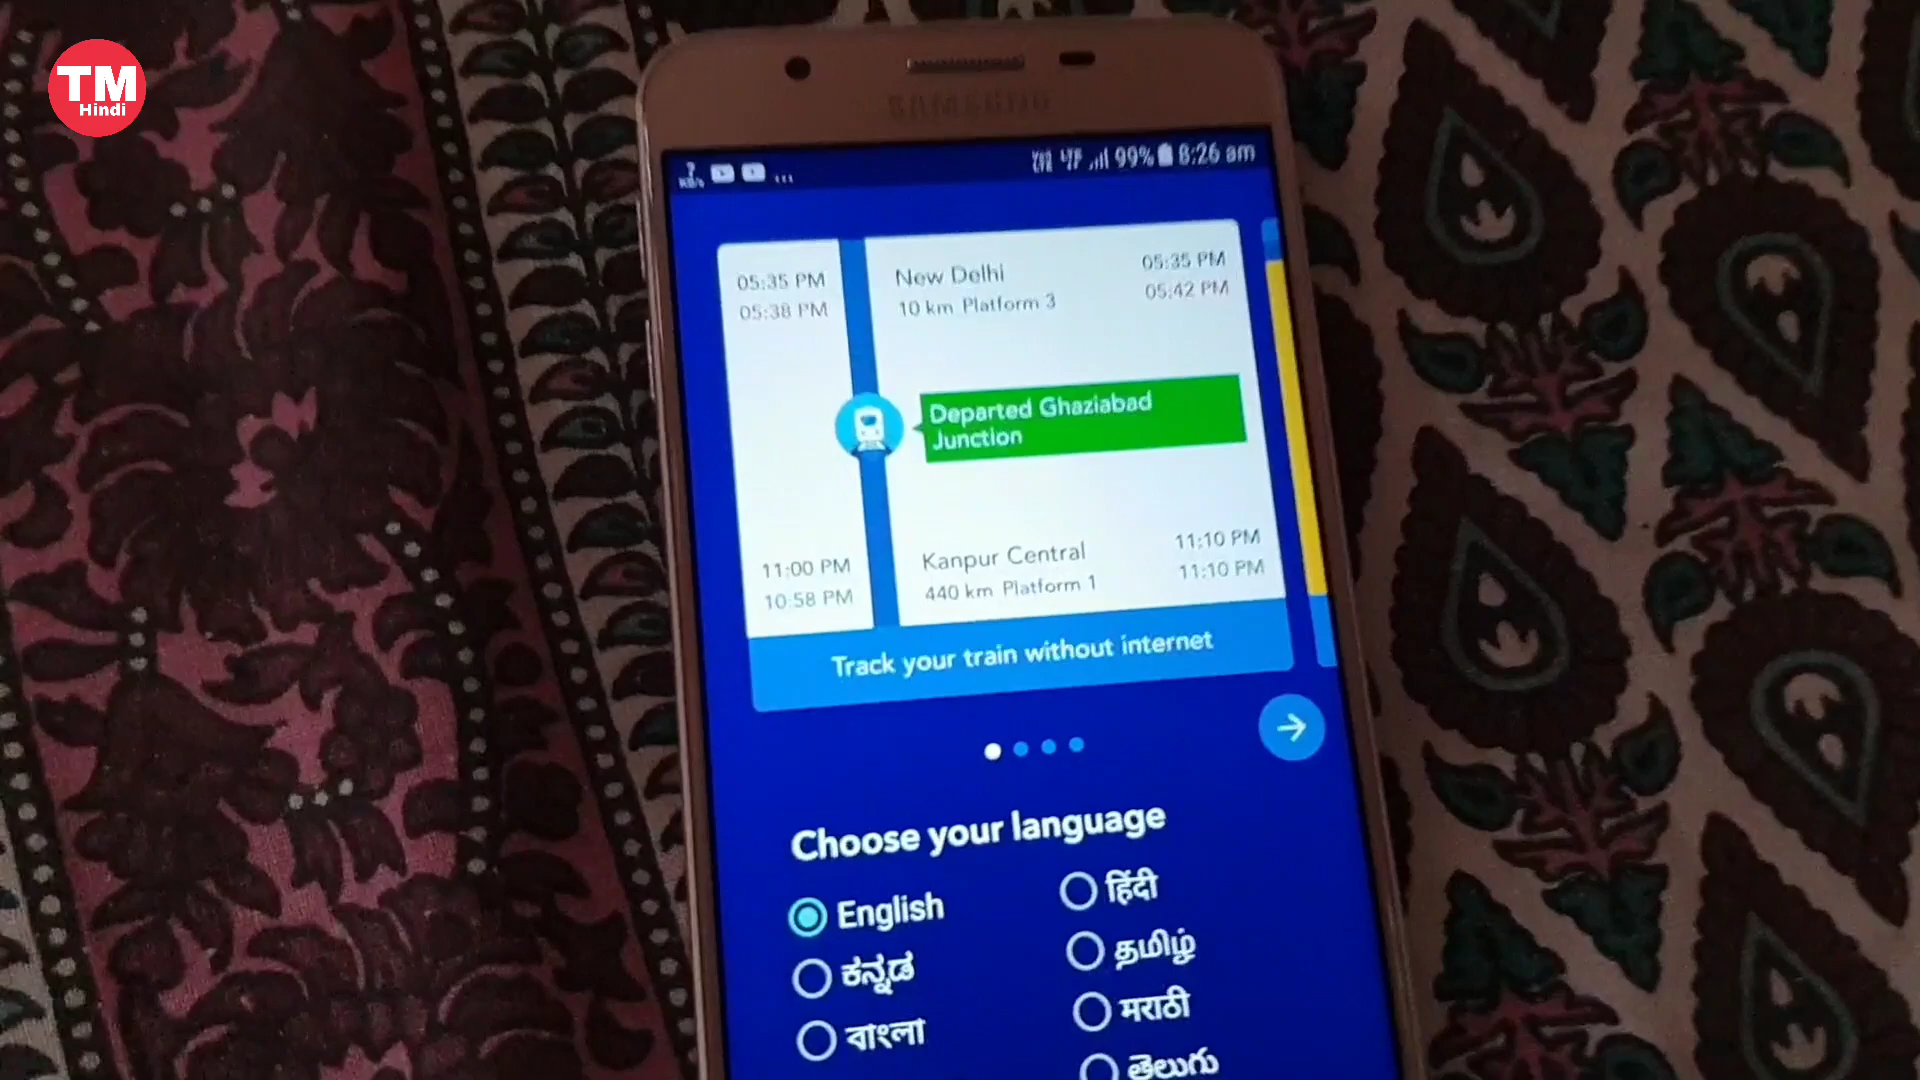 TM
Hindi
SAMSUNG
99% 8:26 am
05:35 PM New Delhi 05:35 PM
05:38 PM 10 km Platform 3 05:42 PM
Departed Ghaziabad
Junction
11:00 PM Kanpur Central 11:10 PM
10:58 PM 440 km Platform 1 11:10 PM
Track your train without internet
Choose your language
English हिंदी
ಕನ್ನಡ தமிழ்
বাংলা मराठी
తెలుగు